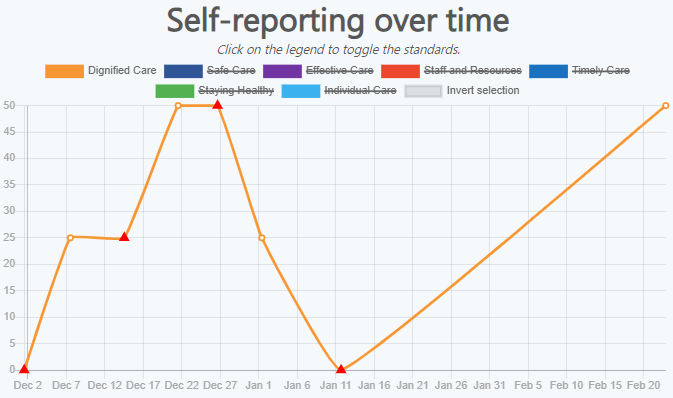 Self-reporting over time
Click on the legend to toggle the standards.
Dignified Care Safe Care Effective Care Staff and Resources Timely Care
Staying Healthy Individual Care Invert selection
50
45
40
35
30
25
20
15
10
5
0
Dec 2 Dec 7 Dec 12 Dec 17 Dec 22 Dec 27 Jan 1 Jan 6 Jan 11 Jan 16 Jan 21 Jan 26 Jan 31 Feb 5 Feb 10 Feb 15 Feb 20